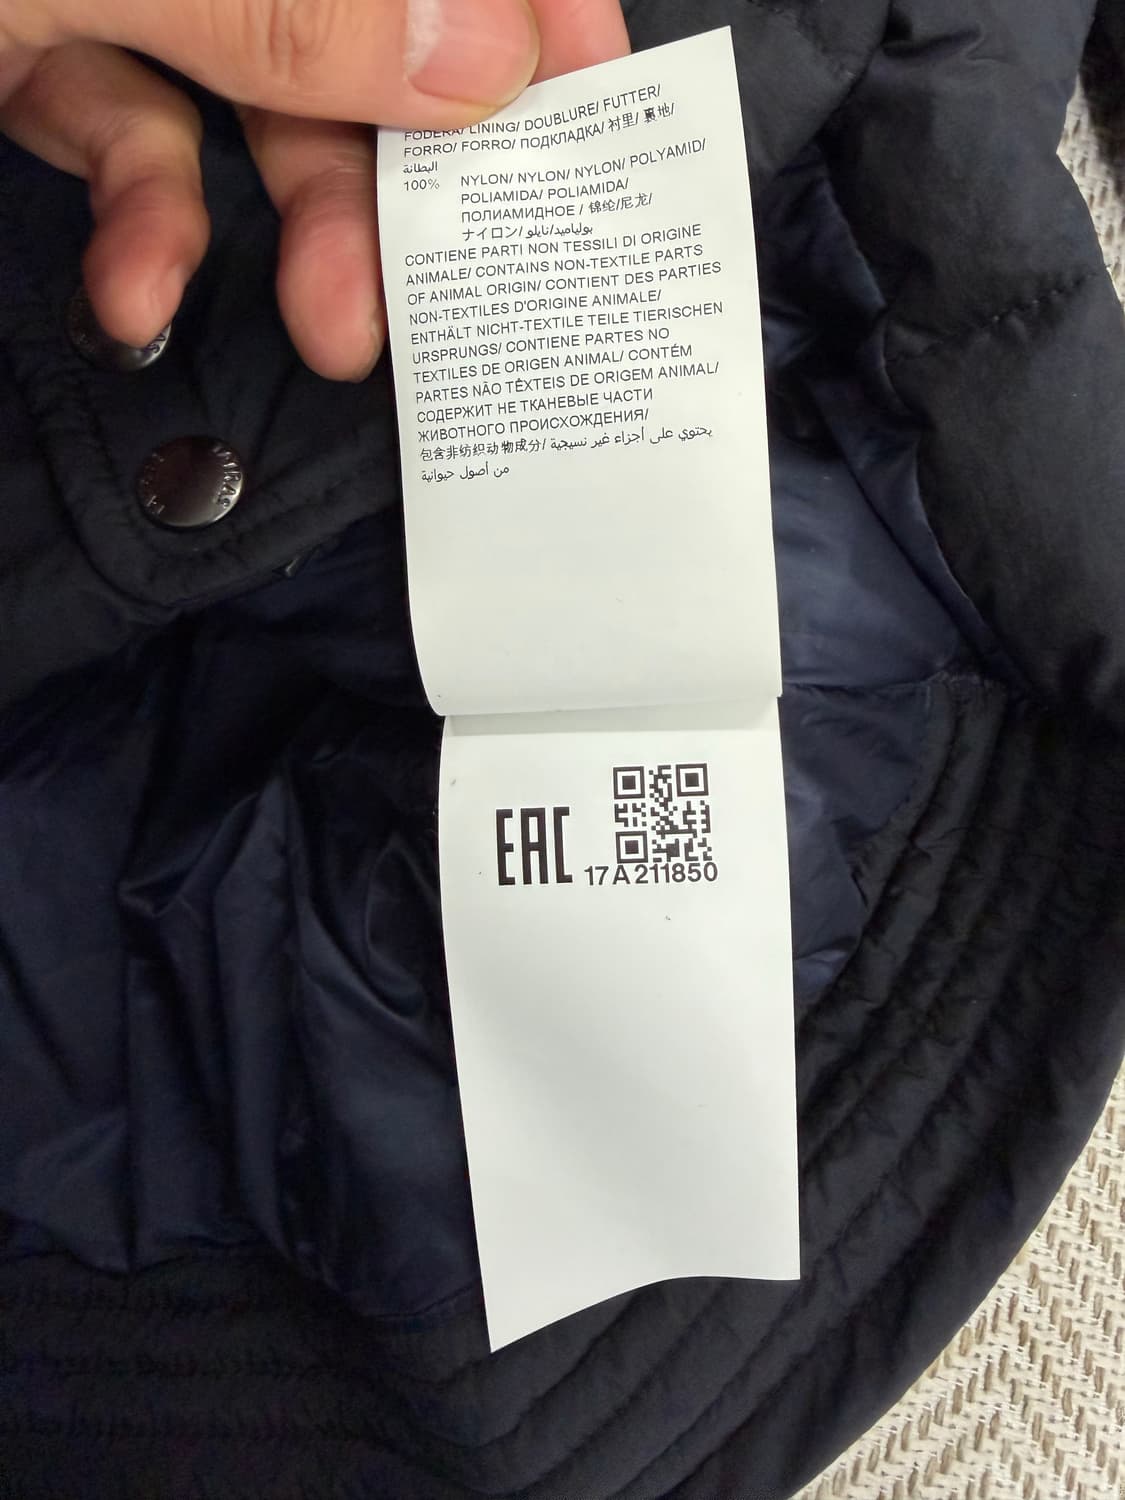 FODERA/ LINING/ DOUBLURE/ FUTTER/
FORRO/ FORRO/ ПОДКЛАДКА/ 衬里/ 裏地/
البطانة
100% NYLON/ NYLON/ NYLON/ POLYAMID/
POLIAMIDA/ POLIAMIDA/
ПОЛИАМИДНОЕ / 锦纶/尼龙/
ナイロン/ بولياميد/نايلو
CONTIENE PARTI NON TESSILI DI ORIGINE
ANIMALE/ CONTAINS NON-TEXTILE PARTS
OF ANIMAL ORIGIN/ CONTIENT DES PARTIES
NON-TEXTILES D'ORIGINE ANIMALE/
ENTHÄLT NICHT-TEXTILE TEILE TIERISCHEN
URSPRUNGS/ CONTIENE PARTES NO
TEXTILES DE ORIGEN ANIMAL/ CONTÉM
PARTES NÃO TÊXTEIS DE ORIGEM ANIMAL/
СОДЕРЖИТ НЕ ТКАНЕВЫЕ ЧАСТИ
ЖИВОТНОГО ПРОИСХОЖДЕНИЯ/
包含非纺织动物成分/ يحتوي على أجزاء غير نسيجية
من أصول حيوانية
EAC
17A211850